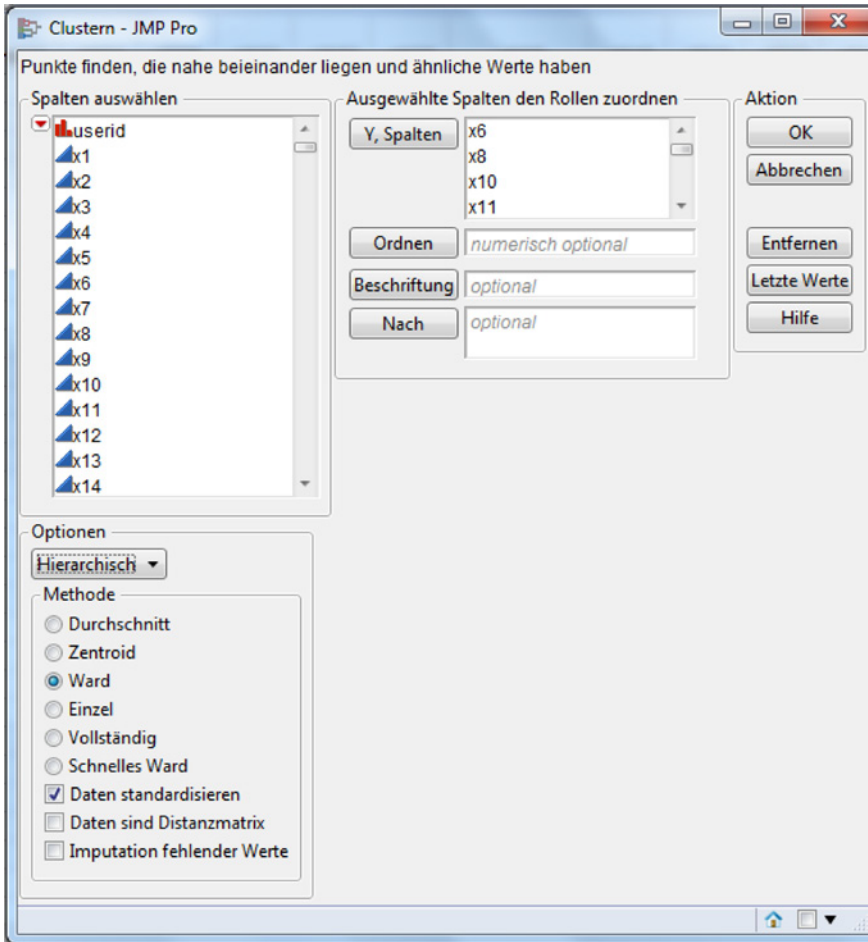 Clustern - JMP Pro
Punkte finden, die nahe beieinander liegen und ähnliche Werte haben
Spalten auswählen
userid
x1
x2
x3
x4
x5
x6
x7
x8
x9
x10
x11
x12
x13
x14
Ausgewählte Spalten den Rollen zuordnen
Y, Spalten
x6
x8
x10
x11
Ordnen
numerisch optional
Beschriftung
optional
Nach
optional
Aktion
OK
Abbrechen
Entfernen
Letzte Werte
Hilfe
Optionen
Hierarchisch
Methode
Durchschnitt
Zentroid
Ward
Einzel
Vollständig
Schnelles Ward
Daten standardisieren
Daten sind Distanzmatrix
Imputation fehlender Werte